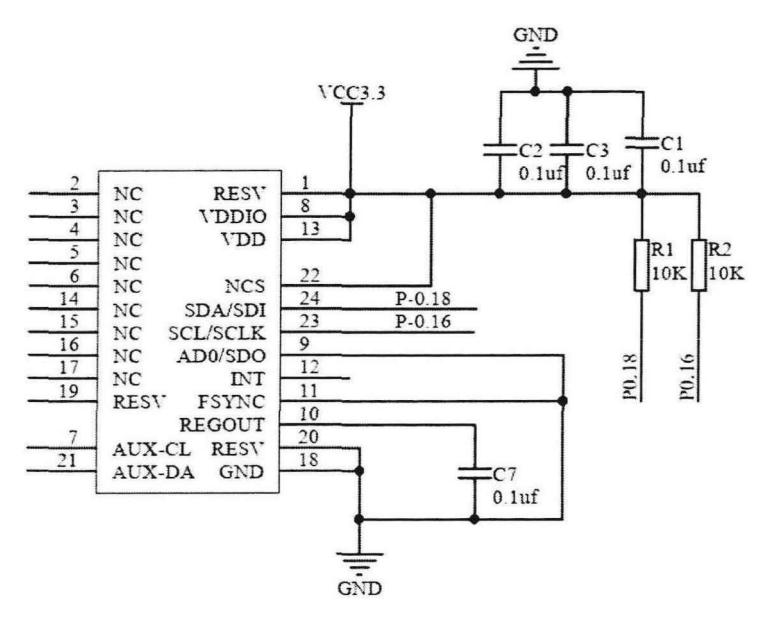 GND
VCC3.3
C2
0.1uf
C3
0.1uf
C1
0.1uf
2 NC RESV 1
3 NC VDDIO 8
4 NC VDD 13
5 NC
6 NC NCS 22
14 NC SDA/SDI 24 P-0.18
15 NC SCL/SCLK 23 P-0.16
16 NC AD0/SDO 9
17 NC INT 12
19 RESV FSYNC 11
REGOUT 10
7 AUX-CL RESV 20
21 AUX-DA GND 18
R1
10K
R2
10K
P0.18
P0.16
C7
0.1uf
GND